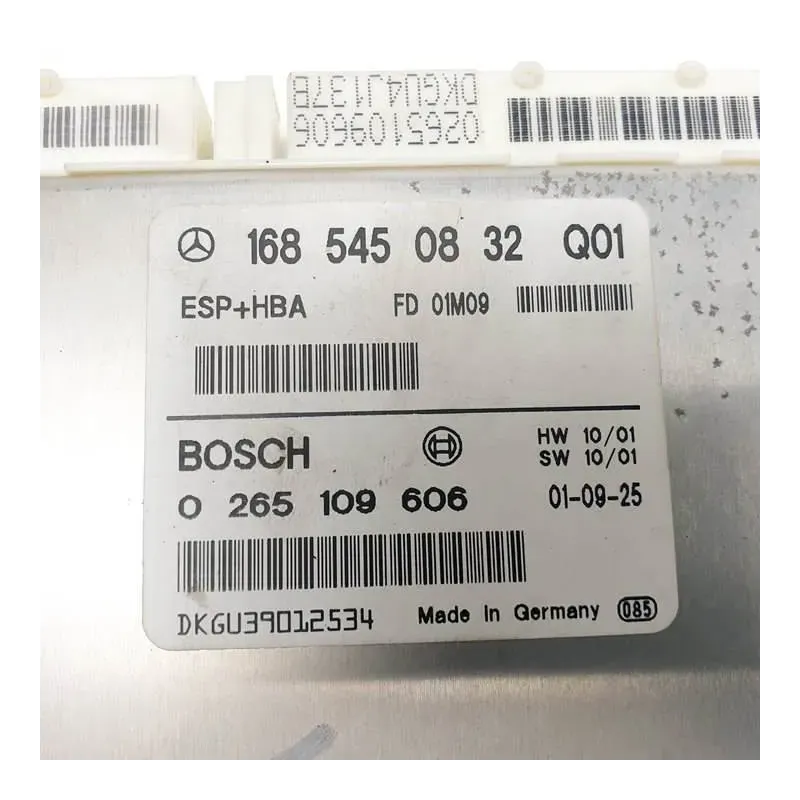 0265109606
DKGU4J137B
168 545 08 32 Q01
ESP+HBA FD 01M09
BOSCH HW 10/01
SW 10/01
0 265 109 606 01-09-25
DKGU39012534 Made in Germany 085